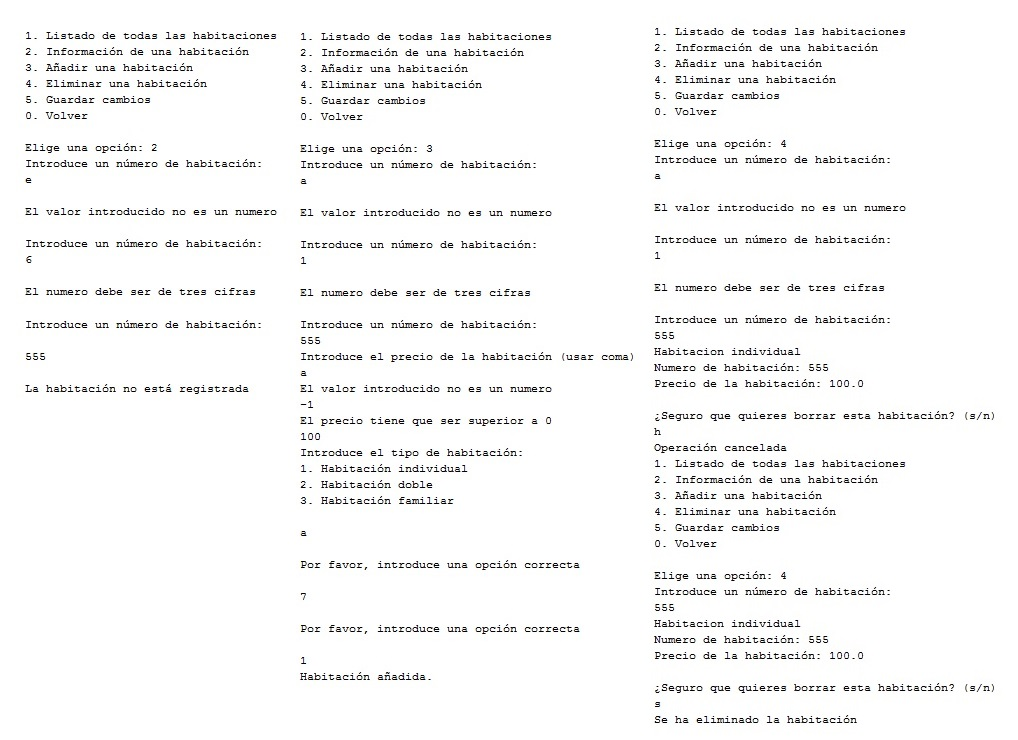 1. Listado de todas las habitaciones
2. Información de una habitación
3. Añadir una habitación
4. Eliminar una habitación
5. Guardar cambios
0. Volver
Elige una opción: 2
Introduce un número de habitación:
e
El valor introducido no es un numero
Introduce un número de habitación:
6
El numero debe ser de tres cifras
Introduce un número de habitación:
555
La habitación no está registrada
1. Listado de todas las habitaciones
2. Información de una habitación
3. Añadir una habitación
4. Eliminar una habitación
5. Guardar cambios
0. Volver
Elige una opción: 3
Introduce un número de habitación:
a
El valor introducido no es un numero
Introduce un número de habitación:
1
El numero debe ser de tres cifras
Introduce un número de habitación:
555
Introduce el precio de la habitación (usar coma)
a
El valor introducido no es un numero
-1
El precio tiene que ser superior a 0
100
Introduce el tipo de habitación:
1. Habitación individual
2. Habitación doble
3. Habitación familiar
a
Por favor, introduce una opción correcta
7
Por favor, introduce una opción correcta
1
Habitación añadida.
1. Listado de todas las habitaciones
2. Información de una habitación
3. Añadir una habitación
4. Eliminar una habitación
5. Guardar cambios
0. Volver
Elige una opción: 4
Introduce un número de habitación:
a
El valor introducido no es un numero
Introduce un número de habitación:
1
El numero debe ser de tres cifras
Introduce un número de habitación:
555
Habitacion individual
Numero de habitación: 555
Precio de la habitación: 100.0
¿Seguro que quieres borrar esta habitación? (s/n)
h
Operación cancelada
1. Listado de todas las habitaciones
2. Información de una habitación
3. Añadir una habitación
4. Eliminar una habitación
5. Guardar cambios
0. Volver
Elige una opción: 4
Introduce un número de habitación:
555
Habitacion individual
Numero de habitación: 555
Precio de la habitación: 100.0
¿Seguro que quieres borrar esta habitación? (s/n)
s
Se ha eliminado la habitación